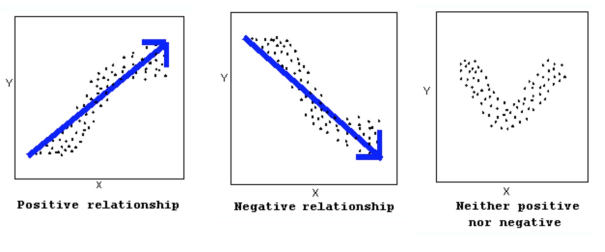 Y
X
Positive relationship
Y
X
Negative relationship
Y
X
Neither positive
nor negative